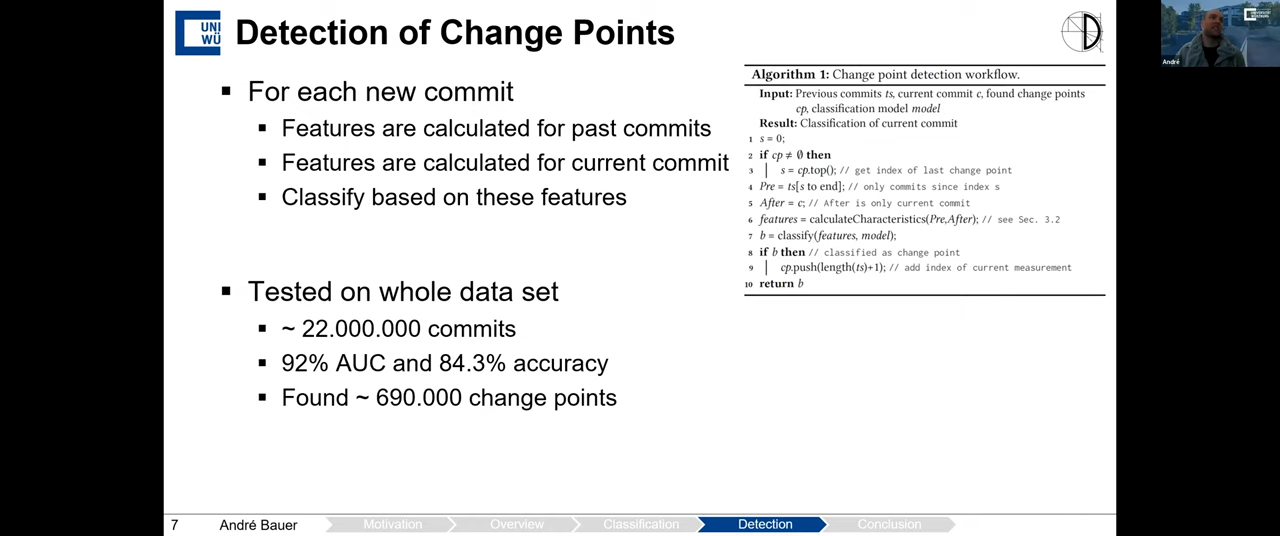 UNI
WÜ
Detection of Change Points
▪ For each new commit
▪ Features are calculated for past commits
▪ Features are calculated for current commit
▪ Classify based on these features
▪ Tested on whole data set
▪ ~ 22.000.000 commits
▪ 92% AUC and 84.3% accuracy
▪ Found ~ 690.000 change points
Algorithm 1: Change point detection workflow.
Input: Previous commits ts, current commit c, found change points
cp, classification model model
Result: Classification of current commit
1 s = 0;
2 if cp ≠ ∅ then
3 s = cp.top(); // get index of last change point
4 Pre = ts[s to end]; // only commits since index s
5 After = c; // After is only current commit
6 features = calculateCharacteristics(Pre,After); // see Sec. 3.2
7 b = classify(features, model);
8 if b then // classified as change point
9 cp.push(length(ts)+1); // add index of current measurement
10 return b
André
7 André Bauer Motivation Overview Classification Detection Conclusion